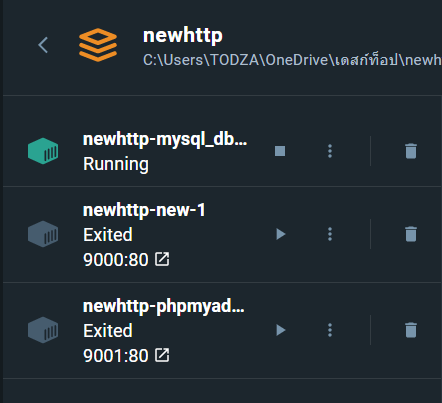 newhttp
C:\Users\TODZA\OneDrive\เดสก์ท็อป\newh
newhttp-mysql_db...
Running
newhttp-new-1
Exited
9000:80
newhttp-phpmyad...
Exited
9001:80